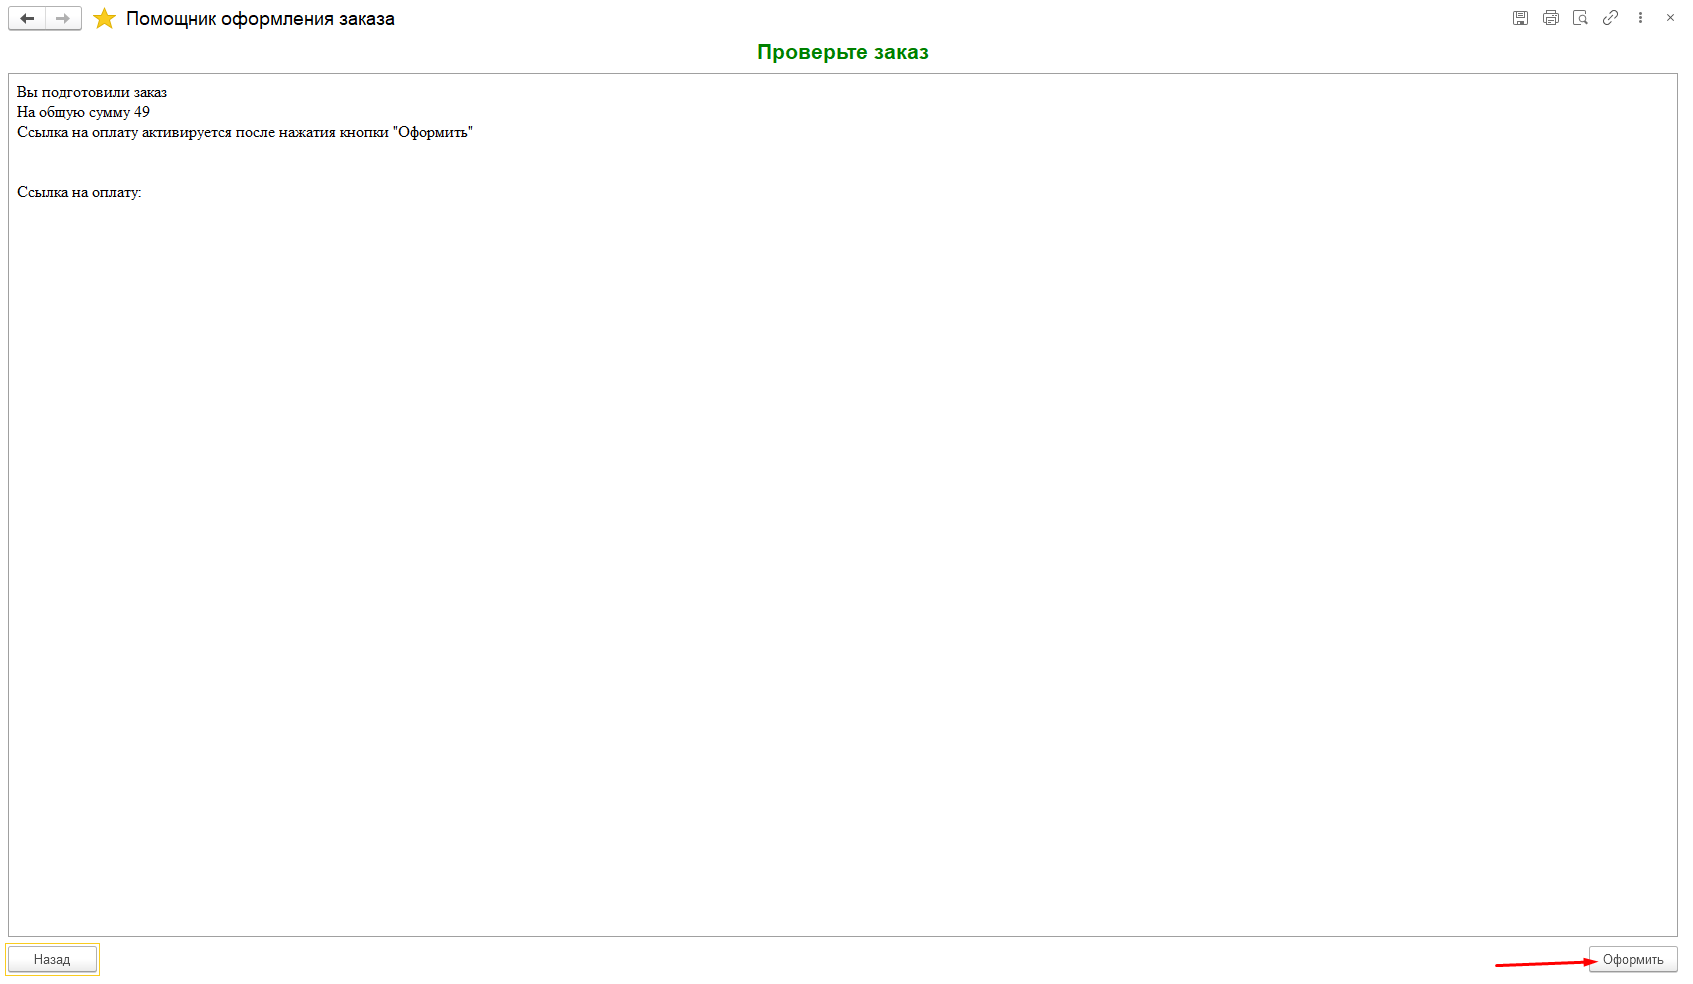 Помощник оформления заказа
Проверьте заказ
Вы подготовили заказ
На общую сумму 49
Ссылка на оплату активируется после нажатия кнопки "Оформить"
Ссылка на оплату:
Назад
Оформить